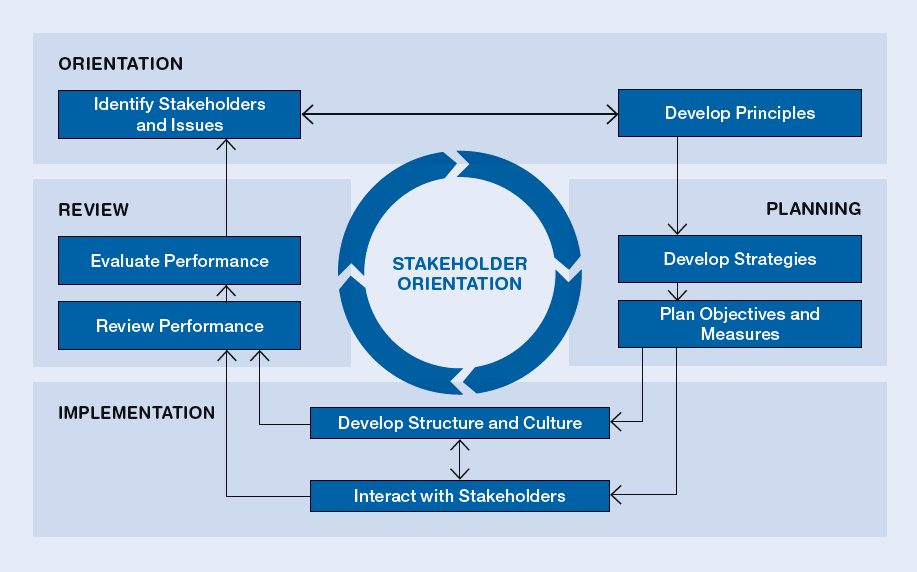 ORIENTATION
Identify Stakeholders
and Issues
Develop Principles
REVIEW
PLANNING
Evaluate Performance
STAKEHOLDER
ORIENTATION
Develop Strategies
Review Performance
Plan Objectives and
Measures
IMPLEMENTATION
Develop Structure and Culture
Interact with Stakeholders